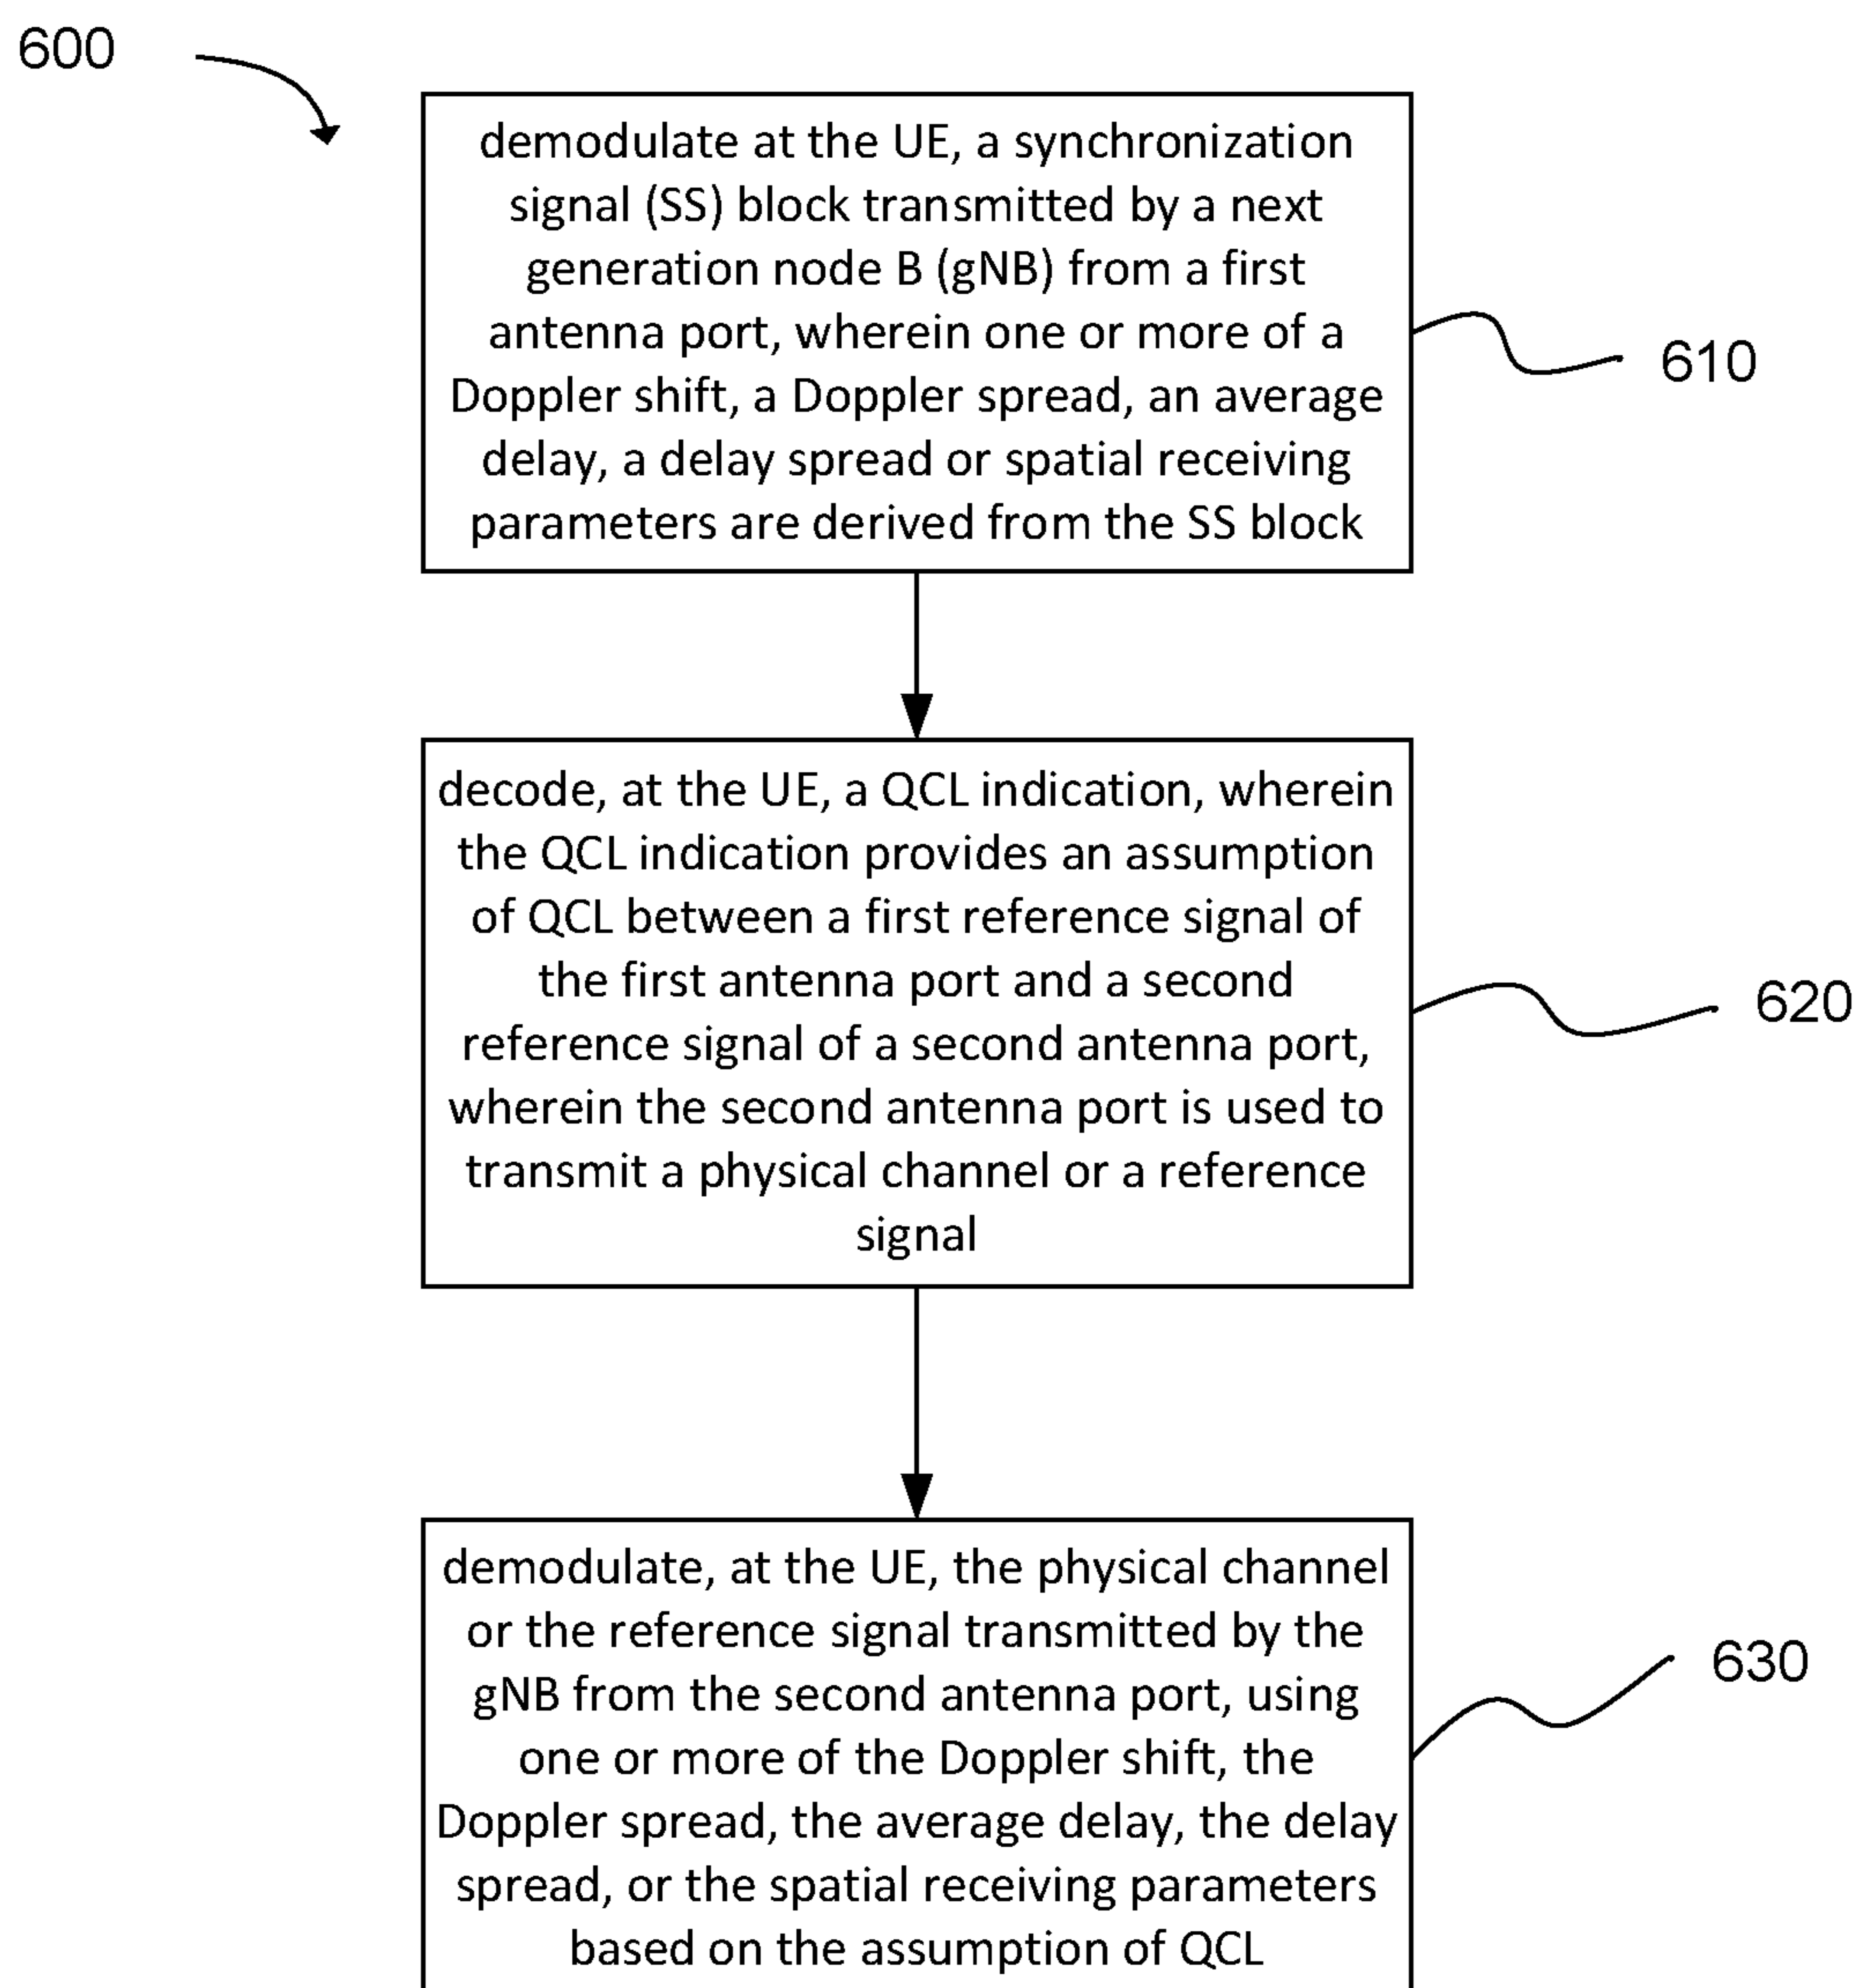 600
demodulate at the UE, a synchronization
signal (SS) block transmitted by a next
generation node B (gNB) from a first
antenna port, wherein one or more of a
Doppler shift, a Doppler spread, an average
delay, a delay spread or spatial receiving
parameters are derived from the SS block
610
decode, at the UE, a QCL indication, wherein
the QCL indication provides an assumption
of QCL between a first reference signal of
the first antenna port and a second
reference signal of a second antenna port,
wherein the second antenna port is used to
transmit a physical channel or a reference
signal
620
demodulate, at the UE, the physical channel
or the reference signal transmitted by the
gNB from the second antenna port, using
one or more of the Doppler shift, the
Doppler spread, the average delay, the delay
spread, or the spatial receiving parameters
based on the assumption of QCL
630